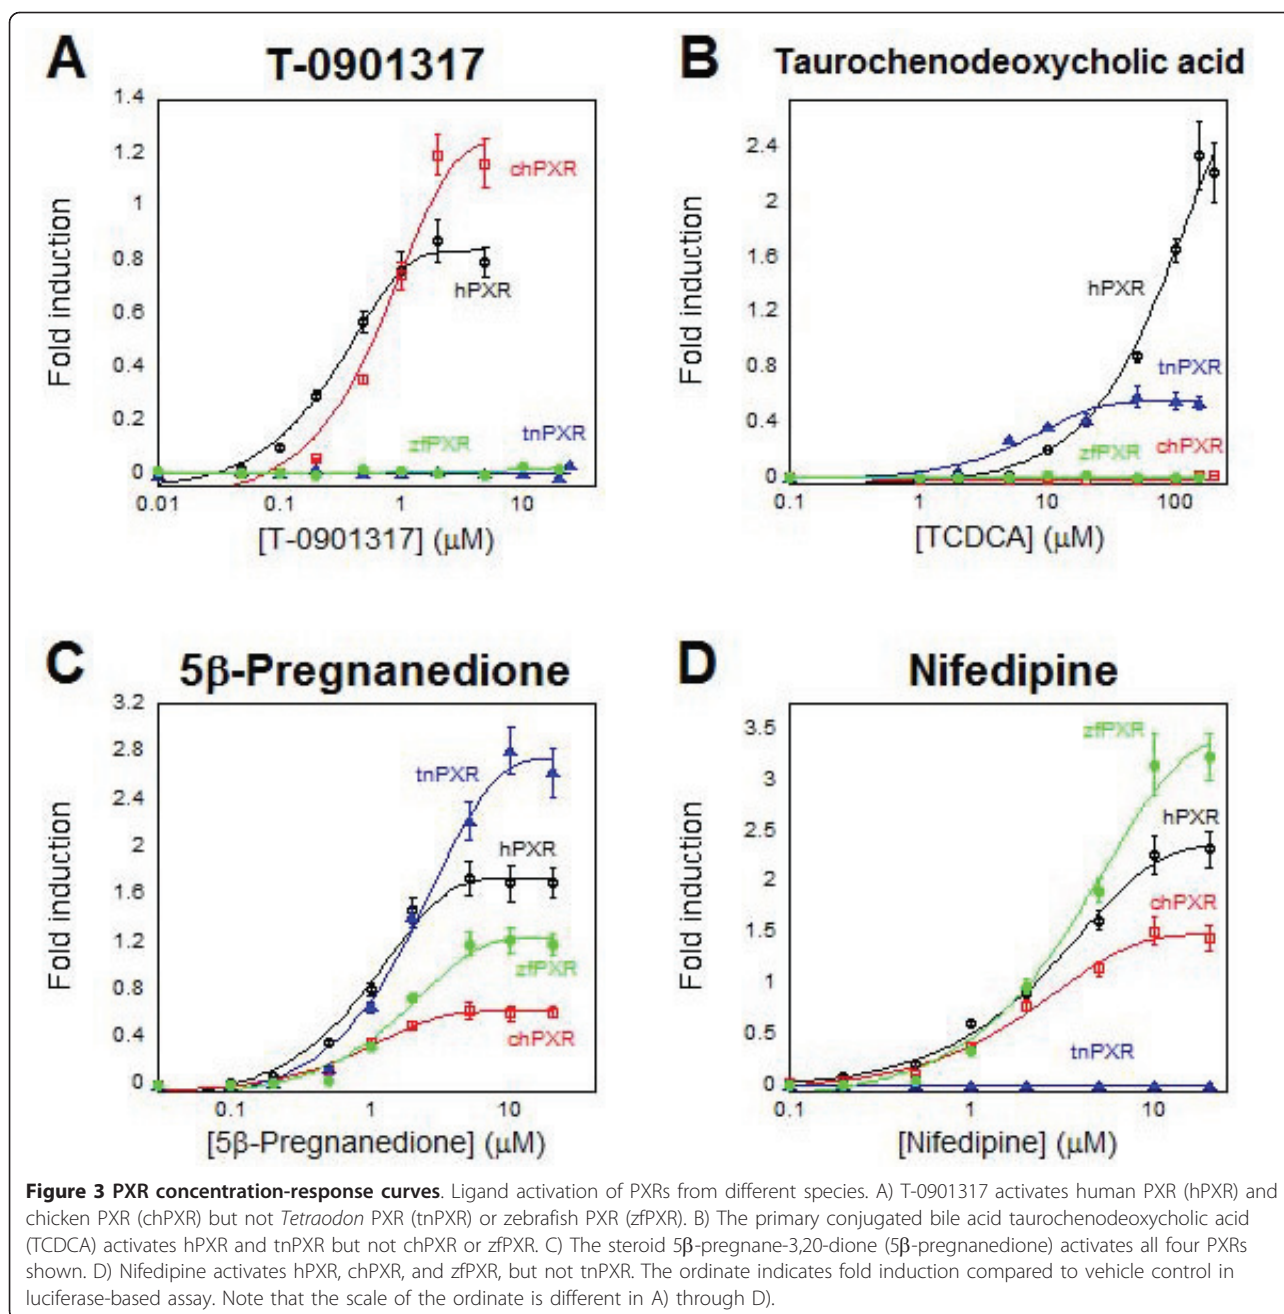 A
T-0901317
1.4
1.2
1
0.8
0.6
0.4
0.2
0
Fold induction
chPXR
hPXR
zfPXR
tnPXR
0.01 0.1 1 10
[T-0901317] (μM)
B
Taurochenodeoxycholic acid
2.4
2
1.6
1.2
0.8
0.4
0
Fold induction
hPXR
tnPXR
chPXR
zfPXR
0.1 1 10 100
[TCDCA] (μM)
C
5β-Pregnanedione
3.2
2.8
2.4
2
1.6
1.2
0.8
0.4
0
Fold induction
tnPXR
hPXR
zfPXR
chPXR
0.1 1 10
[5β-Pregnanedione] (μM)
D
Nifedipine
3.5
3
2.5
2
1.5
1
0.5
0
Fold induction
zfPXR
hPXR
chPXR
tnPXR
0.1 1 10
[Nifedipine] (μM)
Figure 3 PXR concentration-response curves. Ligand activation of PXRs from different species. A) T-0901317 activates human PXR (hPXR) and
chicken PXR (chPXR) but not Tetraodon PXR (tnPXR) or zebrafish PXR (zfPXR). B) The primary conjugated bile acid taurochenodeoxycholic acid
(TCDCA) activates hPXR and tnPXR but not chPXR or zfPXR. C) The steroid 5β-pregnane-3,20-dione (5β-pregnanedione) activates all four PXRs
shown. D) Nifedipine activates hPXR, chPXR, and zfPXR, but not tnPXR. The ordinate indicates fold induction compared to vehicle control in
luciferase-based assay. Note that the scale of the ordinate is different in A) through D).